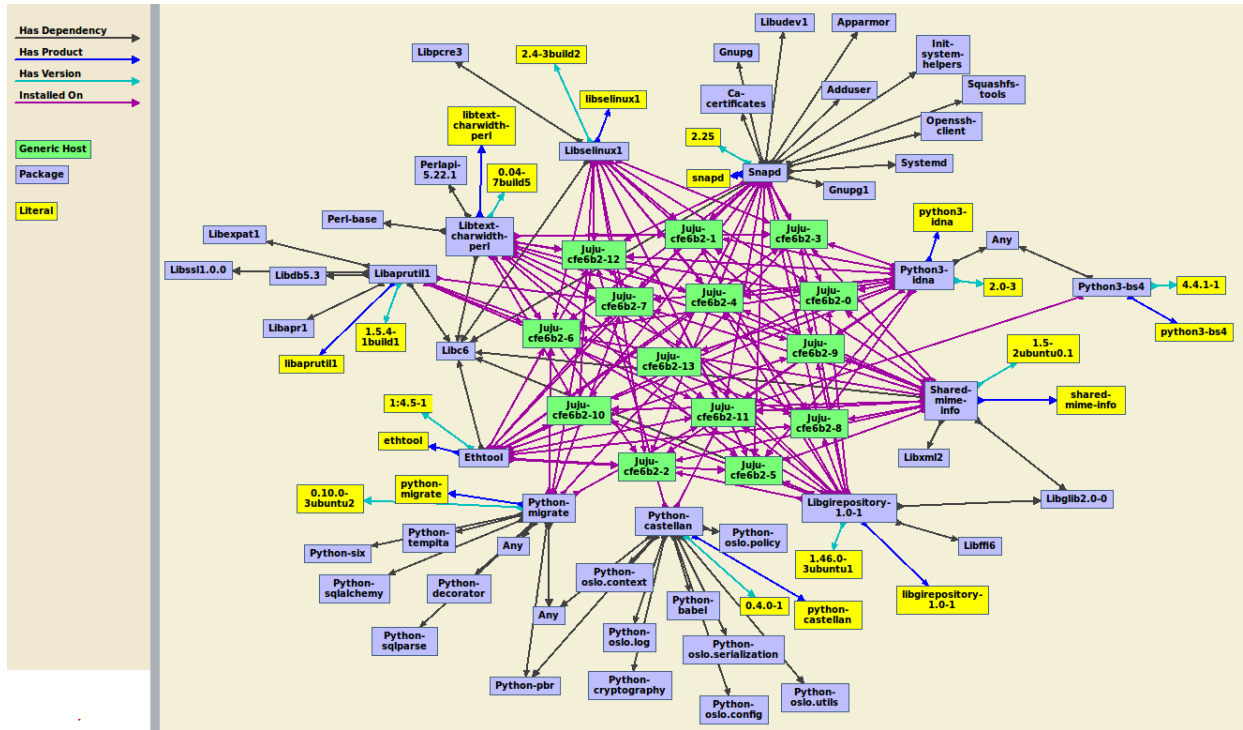 Has Dependency
Has Product
Has Version
Installed On
Generic Host
Package
Literal
Libpcre3
2.4-3build2
libselinux1
Libselinux1
libtext-
charwidth-
perl
Perlapi-
5.22.1
0.04-
7build5
Perl-base
Libtext-
charwidth-
perl
Libexpat1
Libssl1.0.0
Libdb5.3
Libaprutil1
Libapr1
1.5.4-
1build1
libaprutil1
Libc6
Libudev1
Apparmor
Gnupg
Init-
system-
helpers
Ca-
certificates
Adduser
Squashfs-
tools
Openssh-
client
2.25
Systemd
snapd
Snapd
Gnupg1
python3-
idna
Any
Python3-
idna
2.0-3
Python3-bs4
4.4.1-1
python3-bs4
Juju-
cfe6b2-1
Juju-
cfe6b2-3
Juju-
cfe6b2-12
Juju-
cfe6b2-7
Juju-
cfe6b2-4
Juju-
cfe6b2-0
Juju-
cfe6b2-6
Juju-
cfe6b2-9
Juju-
cfe6b2-13
Juju-
cfe6b2-10
Juju-
cfe6b2-11
Juju-
cfe6b2-8
Juju-
cfe6b2-2
Juju-
cfe6b2-5
1.5-
2ubuntu0.1
Shared-
mime-
info
shared-
mime-info
Libxml2
Libglib2.0-0
1:4.5-1
ethtool
Ethtool
0.10.0-
3ubuntu2
python-
migrate
Python-
migrate
Python-
tempita
Python-six
Any
Python-
sqlalchemy
Python-
decorator
Python-
sqlparse
Any
Python-pbr
Python-
castellan
Python-
oslo.policy
Python-
oslo.context
Python-
babel
0.4.0-1
python-
castellan
Python-
oslo.log
Python-
oslo.serialization
Python-
cryptography
Python-
oslo.config
Python-
oslo.utils
Libgirepository-
1.0-1
1.46.0-
3ubuntu1
Libffi6
libgirepository-
1.0-1